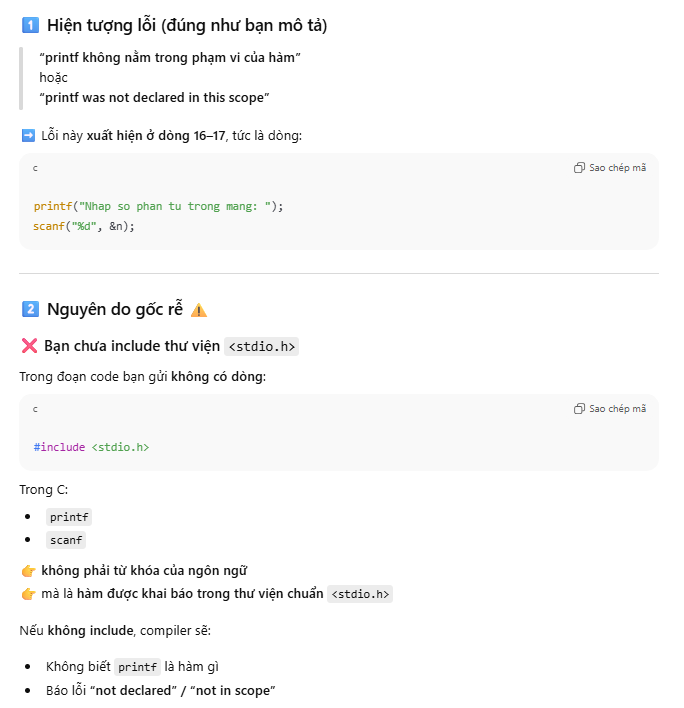 1 Hiện tượng lỗi (đúng như bạn mô tả)
“printf không nằm trong phạm vi của hàm”
hoặc
“printf was not declared in this scope”
➡ Lỗi này xuất hiện ở dòng 16–17, tức là dòng:
c Sao chép mã
printf("Nhap so phan tu trong mang: ");
scanf("%d", &n);
2 Nguyên do gốc rễ ⚠️
❌ Bạn chưa include thư viện <stdio.h>
Trong đoạn code bạn gửi không có dòng:
c Sao chép mã
#include <stdio.h>
Trong C:
• printf
• scanf
👉 không phải từ khóa của ngôn ngữ
👉 mà là hàm được khai báo trong thư viện chuẩn <stdio.h>
Nếu không include, compiler sẽ:
• Không biết printf là hàm gì
• Báo lỗi “not declared” / “not in scope”